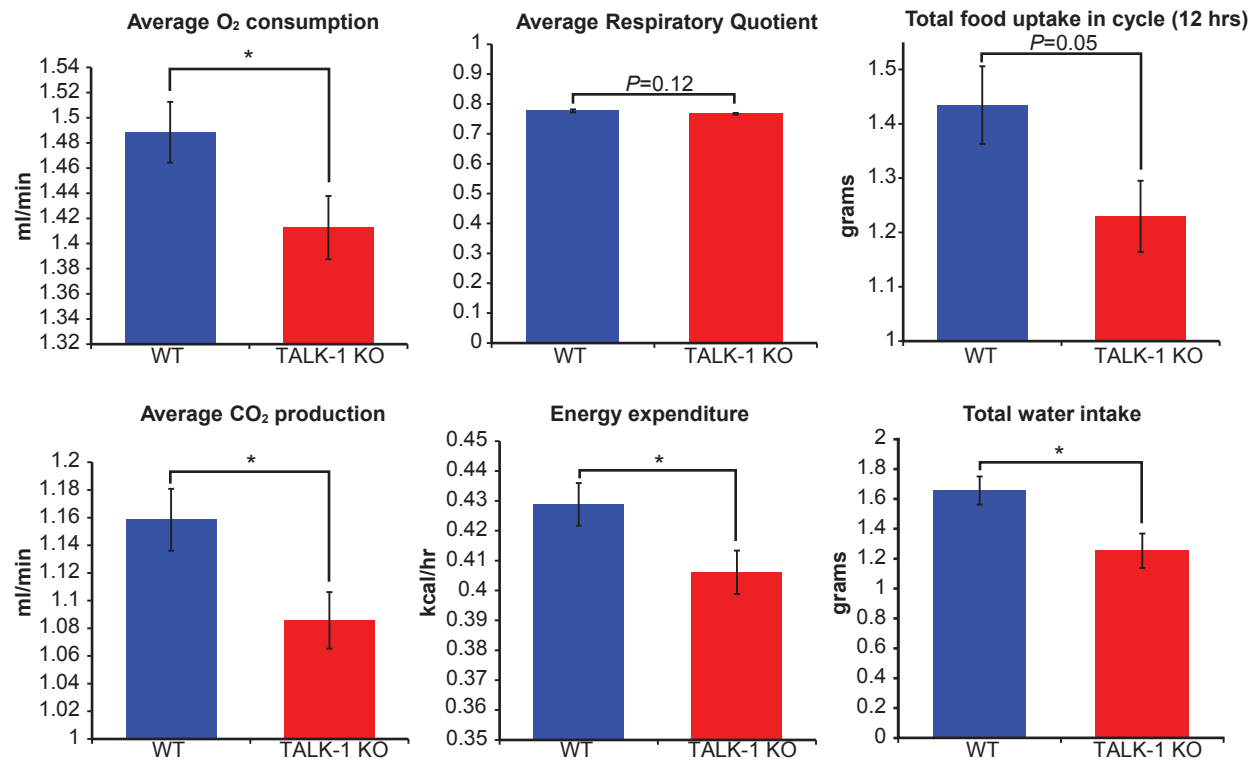 Average O₂ consumption
*
ml/min
1.54
1.52
1.5
1.48
1.46
1.44
1.42
1.4
1.38
1.36
1.34
1.32
WT
TALK-1 KO
Average Respiratory Quotient
P=0.12
1
0.9
0.8
0.7
0.6
0.5
0.4
0.3
0.2
0.1
0
WT
TALK-1 KO
Total food uptake in cycle (12 hrs)
P=0.05
grams
1.5
1.4
1.3
1.2
1.1
1
WT
TALK-1 KO
Average CO₂ production
*
ml/min
1.2
1.18
1.16
1.14
1.12
1.1
1.08
1.06
1.04
1.02
1
WT
TALK-1 KO
Energy expenditure
*
kcal/hr
0.45
0.44
0.43
0.42
0.41
0.4
0.39
0.38
0.37
0.36
0.35
WT
TALK-1 KO
Total water intake
*
grams
2
1.8
1.6
1.4
1.2
1
0.8
0.6
0.4
0.2
0
WT
TALK-1 KO